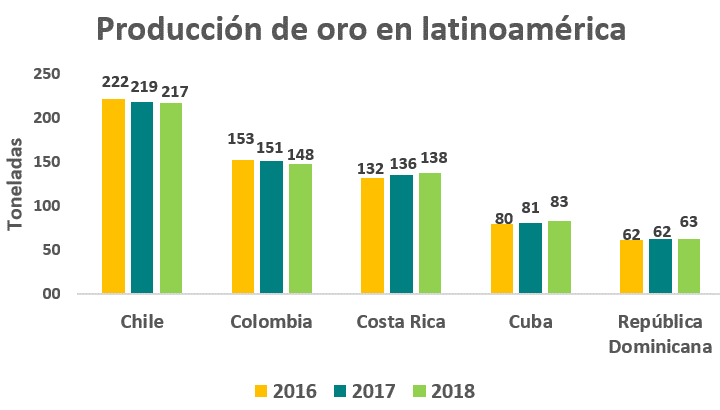 Producción de oro en latinoamérica
Toneladas
250
200
150
100
50
00
222 219 217
153 151 148
132 136 138
80 81 83
62 62 63
Chile
Colombia
Costa Rica
Cuba
República
Dominicana
2016 2017 2018